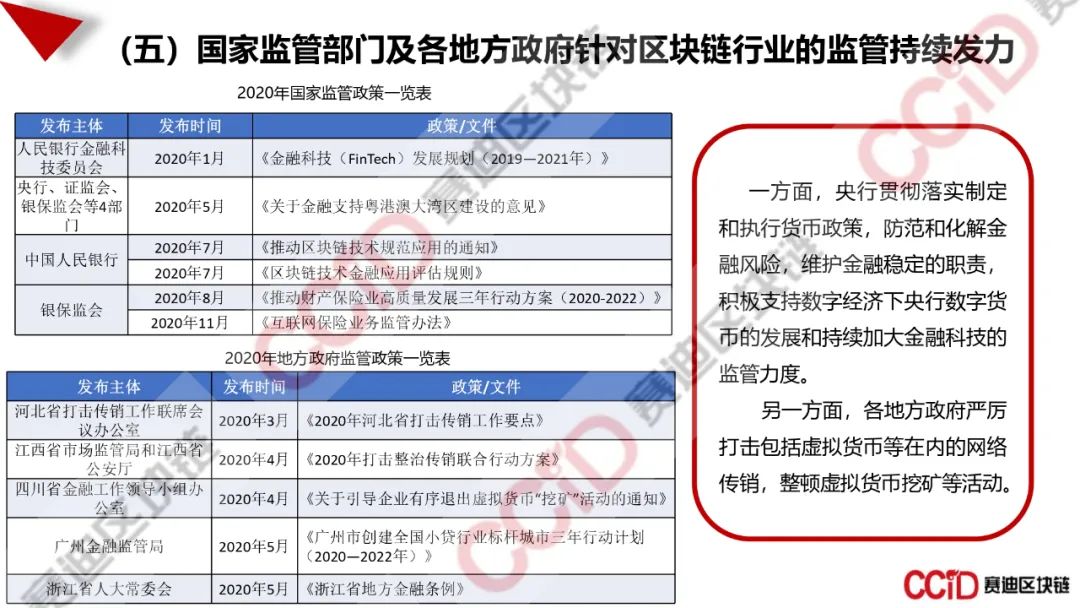 （五）国家监管部门及各地方政府针对区块链行业的监管持续发力
2020年国家监管政策一览表
发布主体 发布时间 政策/文件
人民银行金融科
技委员会
2020年1月 《金融科技（FinTech）发展规划（2019—2021年）》
央行、证监会、
银保监会等4部
门
2020年5月 《关于金融支持粤港澳大湾区建设的意见》
中国人民银行
2020年7月 《推动区块链技术规范应用的通知》
2020年7月 《区块链技术金融应用评估规则》
银保监会
2020年8月 《推动财产保险业高质量发展三年行动方案（2020-2022）》
2020年11月 《互联网保险业务监管办法》
2020年地方政府监管政策一览表
发布主体 发布时间 政策/文件
河北省打击传销工作联席会
议办公室
2020年3月 《2020年河北省打击传销工作要点》
江西省市场监管局和江西省
公安厅
2020年4月 《2020年打击整治传销联合行动方案》
四川省金融工作领导小组办
公室
2020年4月 《关于引导企业有序退出虚拟货币“挖矿”活动的通知》
广州金融监管局 2020年5月
《广州市创建全国小贷行业标杆城市三年行动计划
（2020—2022年）》
浙江省人大常委会 2020年5月 《浙江省地方金融条例》
一方面，央行贯彻落实制定
和执行货币政策，防范和化解金
融风险，维护金融稳定的职责，
积极支持数字经济下央行数字货
币的发展和持续加大金融科技的
监管力度。
另一方面，各地方政府严厉
打击包括虚拟货币等在内的网络
传销，整顿虚拟货币挖矿等活动。
CCiD 赛迪区块链
CCiD 赛迪区块链
CCiD 赛迪区块链
CCiD 赛迪区块链